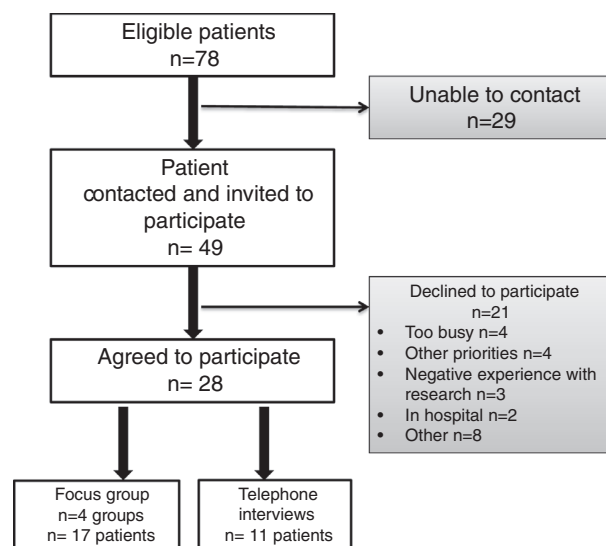 Eligible patients
n=78
Unable to contact
n=29
Patient
contacted and invited to
participate
n= 49
Declined to participate
n=21
• Too busy n=4
• Other priorities n=4
• Negative experience with
research n=3
• In hospital n=2
• Other n=8
Agreed to participate
n= 28
Focus group
n=4 groups
n= 17 patients
Telephone
interviews
n= 11 patients